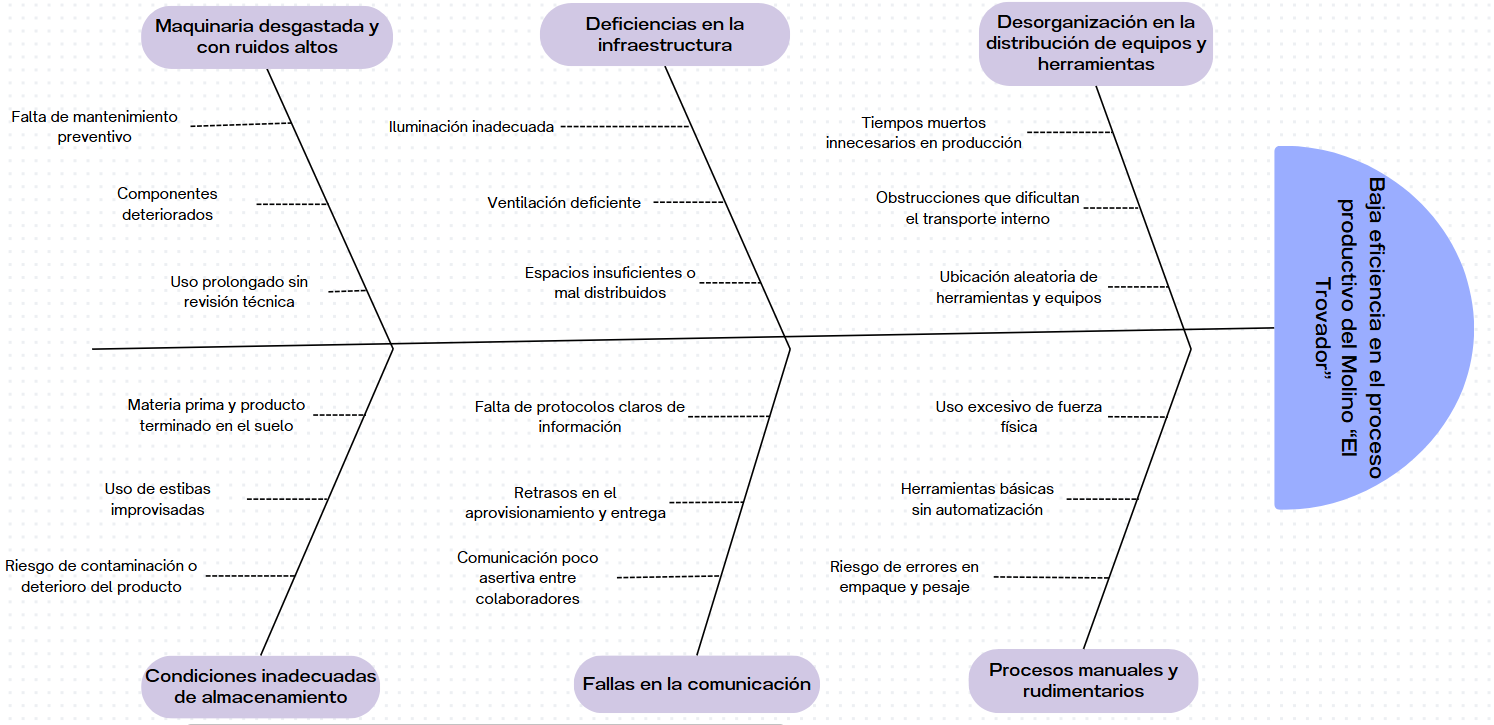 Maquinaria desgastada y
con ruidos altos
Falta de mantenimiento
preventivo
Componentes
deteriorados
Uso prolongado sin
revisión técnica
Deficiencias en la
infraestructura
Iluminación inadecuada
Ventilación deficiente
Espacios insuficientes o
mal distribuidos
Desorganización en la
distribución de equipos y
herramientas
Tiempos muertos
innecesarios en producción
Obstrucciones que dificultan
el transporte interno
Ubicación aleatoria de
herramientas y equipos
Baja eficiencia en el proceso
productivo del Molino “El
Trovador”
Materia prima y producto
terminado en el suelo
Uso de estibas
improvisadas
Riesgo de contaminación o
deterioro del producto
Condiciones inadecuadas
de almacenamiento
Falta de protocolos claros de
información
Retrasos en el
aprovisionamiento y entrega
Comunicación poco
asertiva entre
colaboradores
Fallas en la comunicación
Uso excesivo de fuerza
física
Herramientas básicas
sin automatización
Riesgo de errores en
empaque y pesaje
Procesos manuales y
rudimentarios